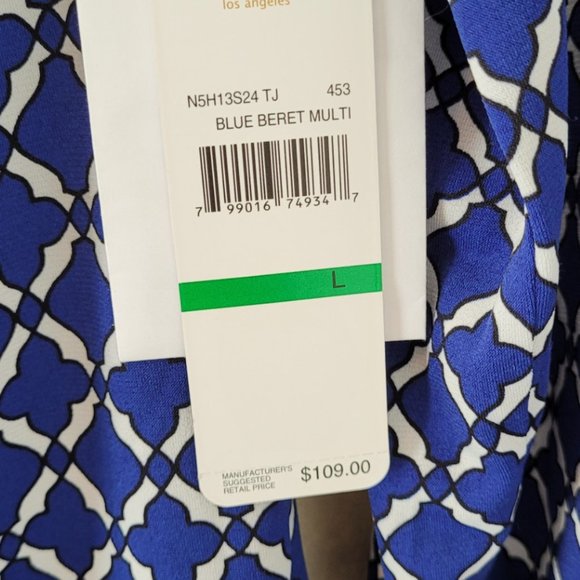 los angeles
N5H13S24 TJ 453
BLUE BERET MULTI
7 99016 74934 7
L
MANUFACTURER'S
SUGGESTED
RETAIL PRICE
$109.00